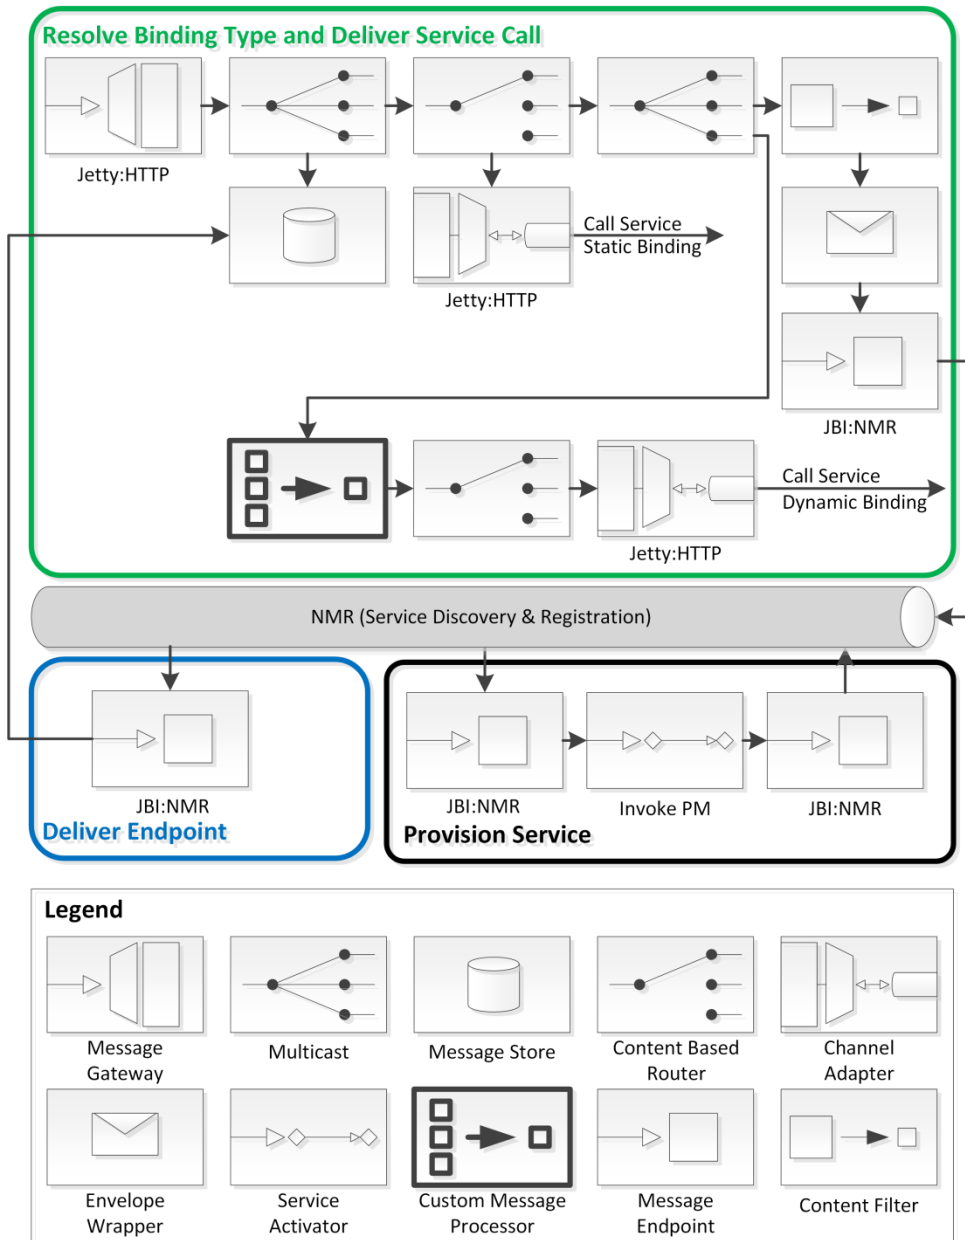 Resolve Binding Type and Deliver Service Call
Jetty:HTTP
Call Service
Static Binding
Jetty:HTTP
JBI:NMR
Call Service
Dynamic Binding
Jetty:HTTP
NMR (Service Discovery & Registration)
JBI:NMR
Deliver Endpoint
JBI:NMR
Invoke PM
JBI:NMR
Provision Service
Legend
Message
Gateway
Multicast
Message Store
Content Based
Router
Channel
Adapter
Envelope
Wrapper
Service
Activator
Custom Message
Processor
Message
Endpoint
Content Filter